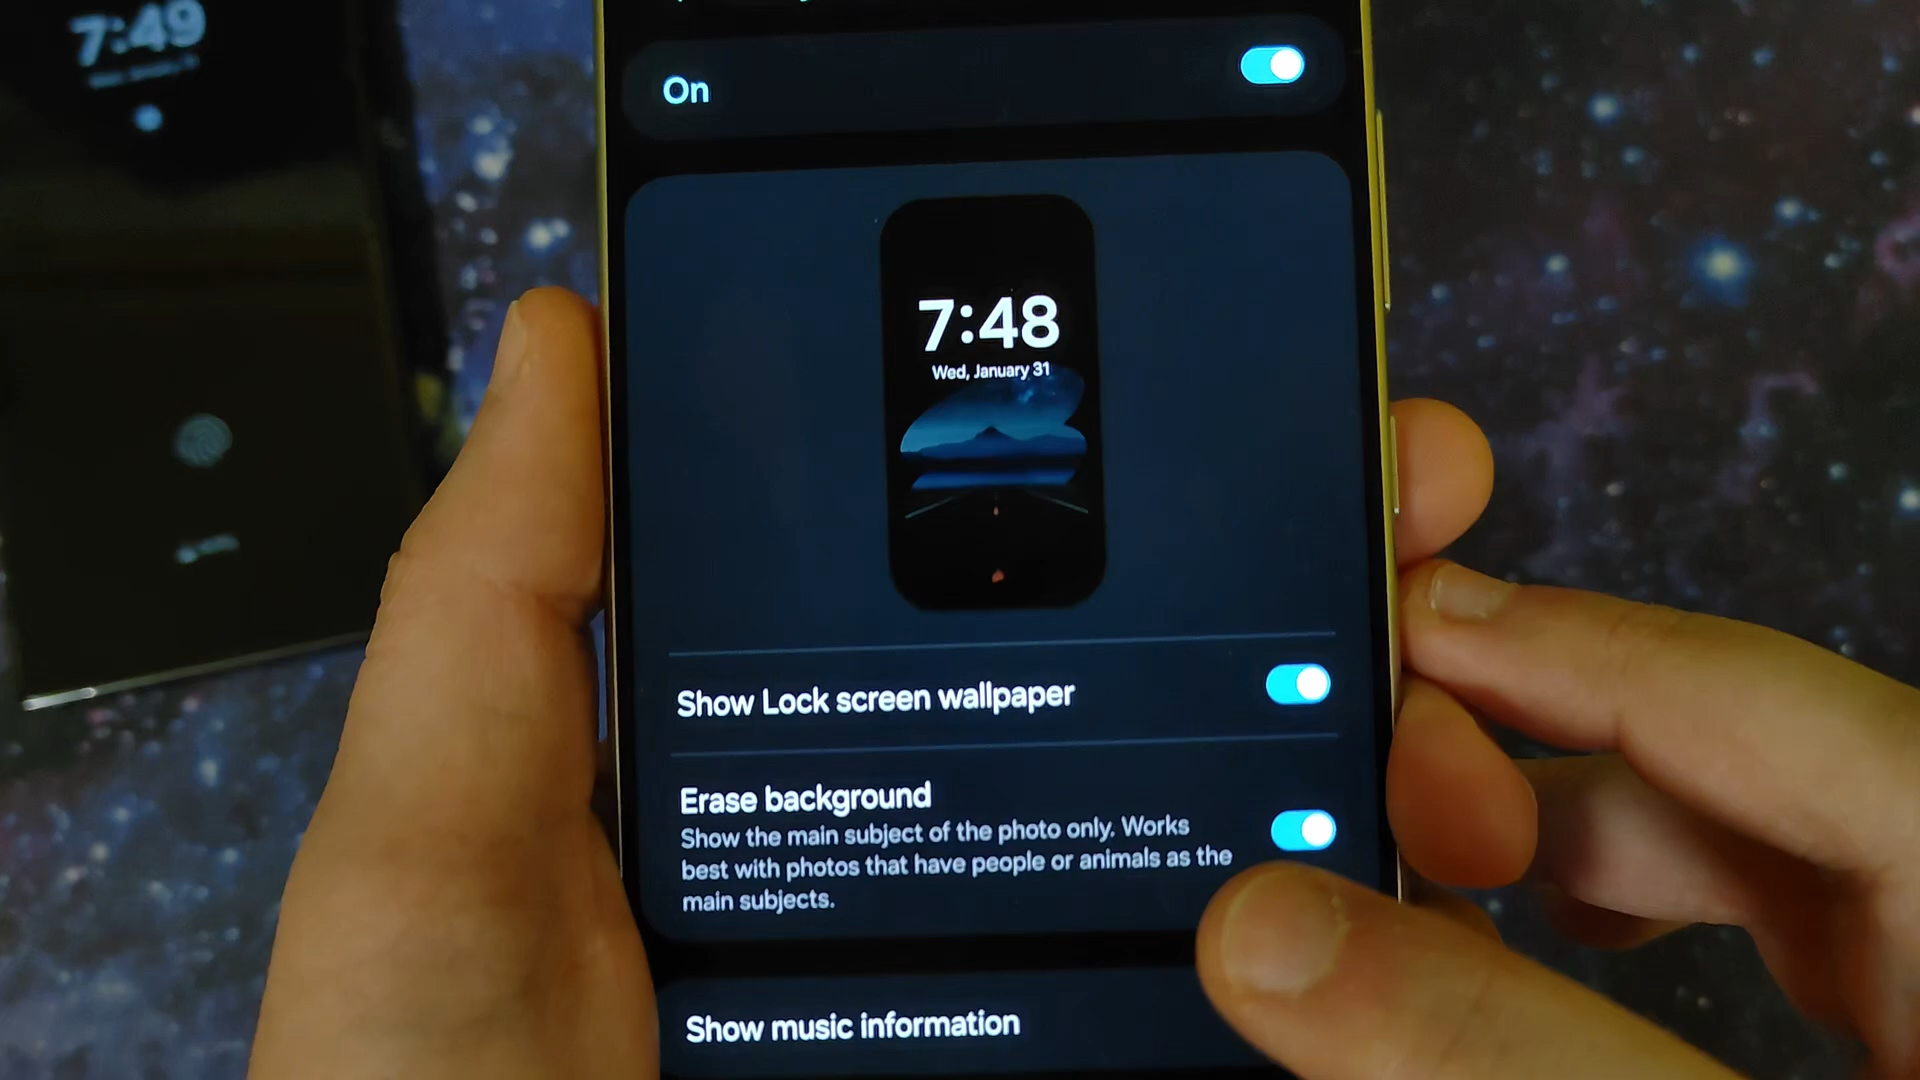 7:49
On
7:48
Wed, January 31
Show Lock screen wallpaper
Erase background
Show the main subject of the photo only. Works
best with photos that have people or animals as the
main subjects.
Show music information